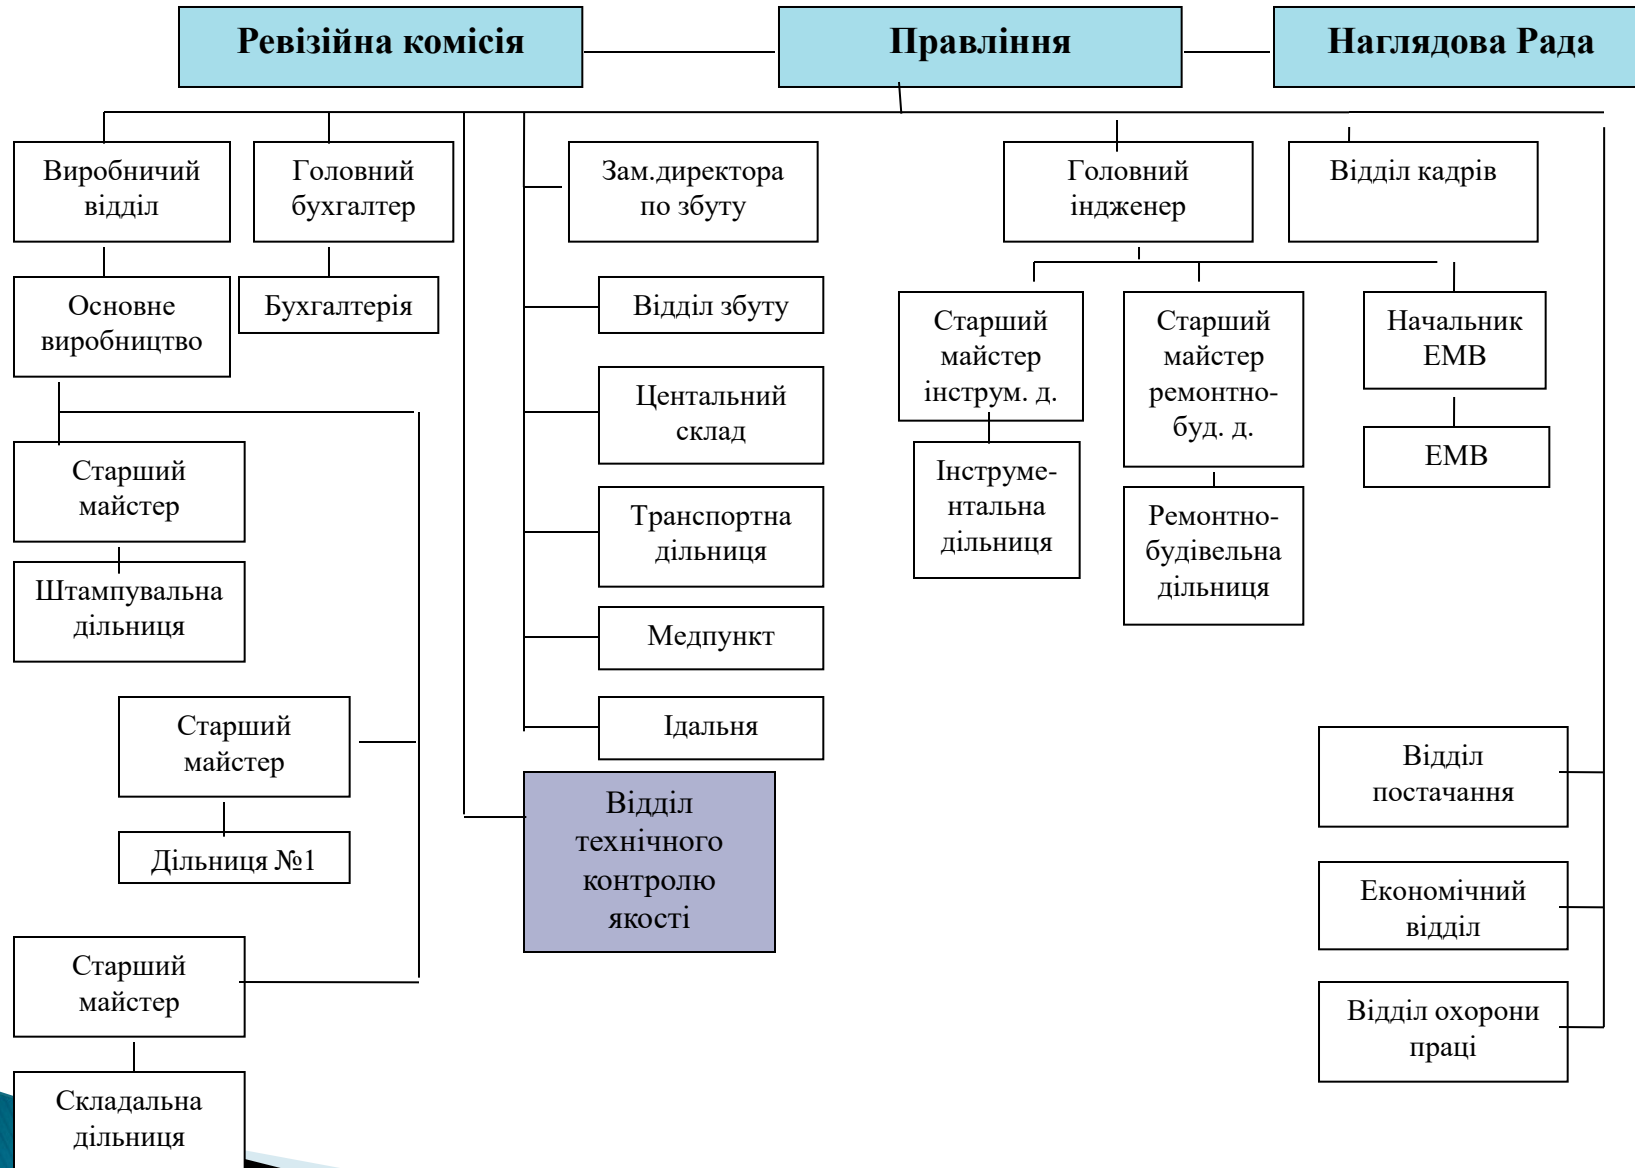 Ревізійна комісія
Правління
Наглядова Рада
Виробничий
відділ
Головний
бухгалтер
Зам.директора
по збуту
Головний
індженер
Відділ кадрів
Основне
виробництво
Бухгалтерія
Відділ збуту
Центальний
склад
Транспортна
дільниця
Медпункт
Ідальня
Старший
майстер
інструм. д.
Старший
майстер
ремонтно-
буд. д.
Начальник
ЕМВ
Інструме-
нтальна
дільниця
Ремонтно-
будівельна
дільниця
ЕМВ
Старший
майстер
Штампувальна
дільниця
Старший
майстер
Дільниця №1
Старший
майстер
Складальна
дільниця
Відділ
технічного
контролю
якості
Відділ
постачання
Економічний
відділ
Відділ охорони
праці